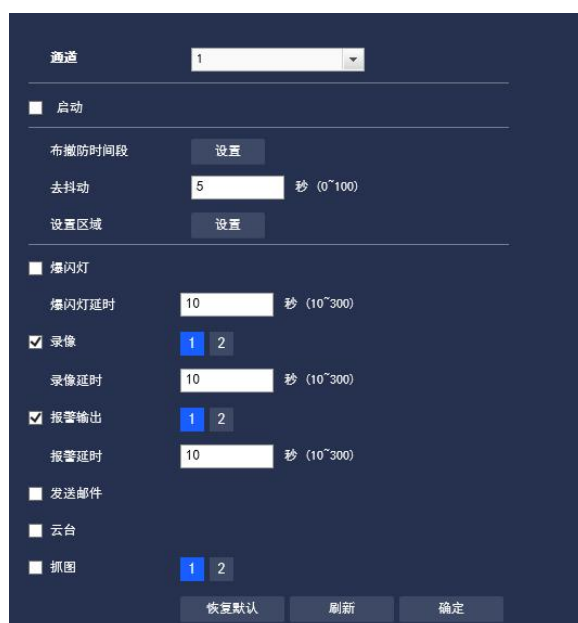 通道 1
启动
布撤防时间段 设置
去抖动 5 秒 (0~100)
设置区域 设置
爆闪灯
爆闪灯延时 10 秒 (10~300)
录像 1 2
录像延时 10 秒 (10~300)
报警输出 1 2
报警延时 10 秒 (10~300)
发送邮件
云台
抓图 1 2
恢复默认 刷新 确定